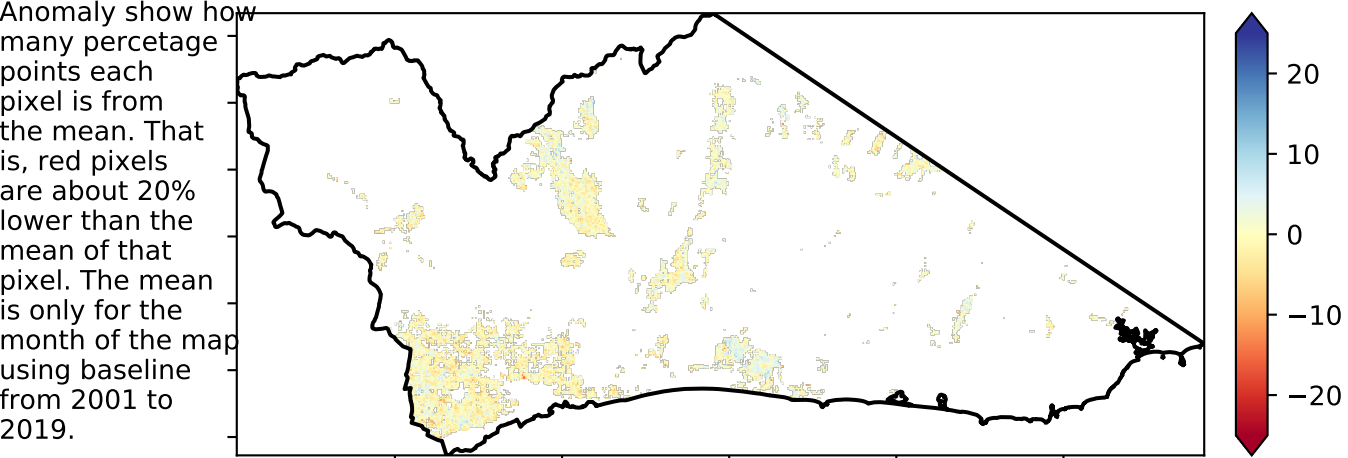 Anomaly show how
many percetage
points each
pixel is from
the mean. That
is, red pixels
are about 20%
lower than the
mean of that
pixel. The mean
is only for the
month of the map
using baseline
from 2001 to
2019.
20
10
0
−10
−20